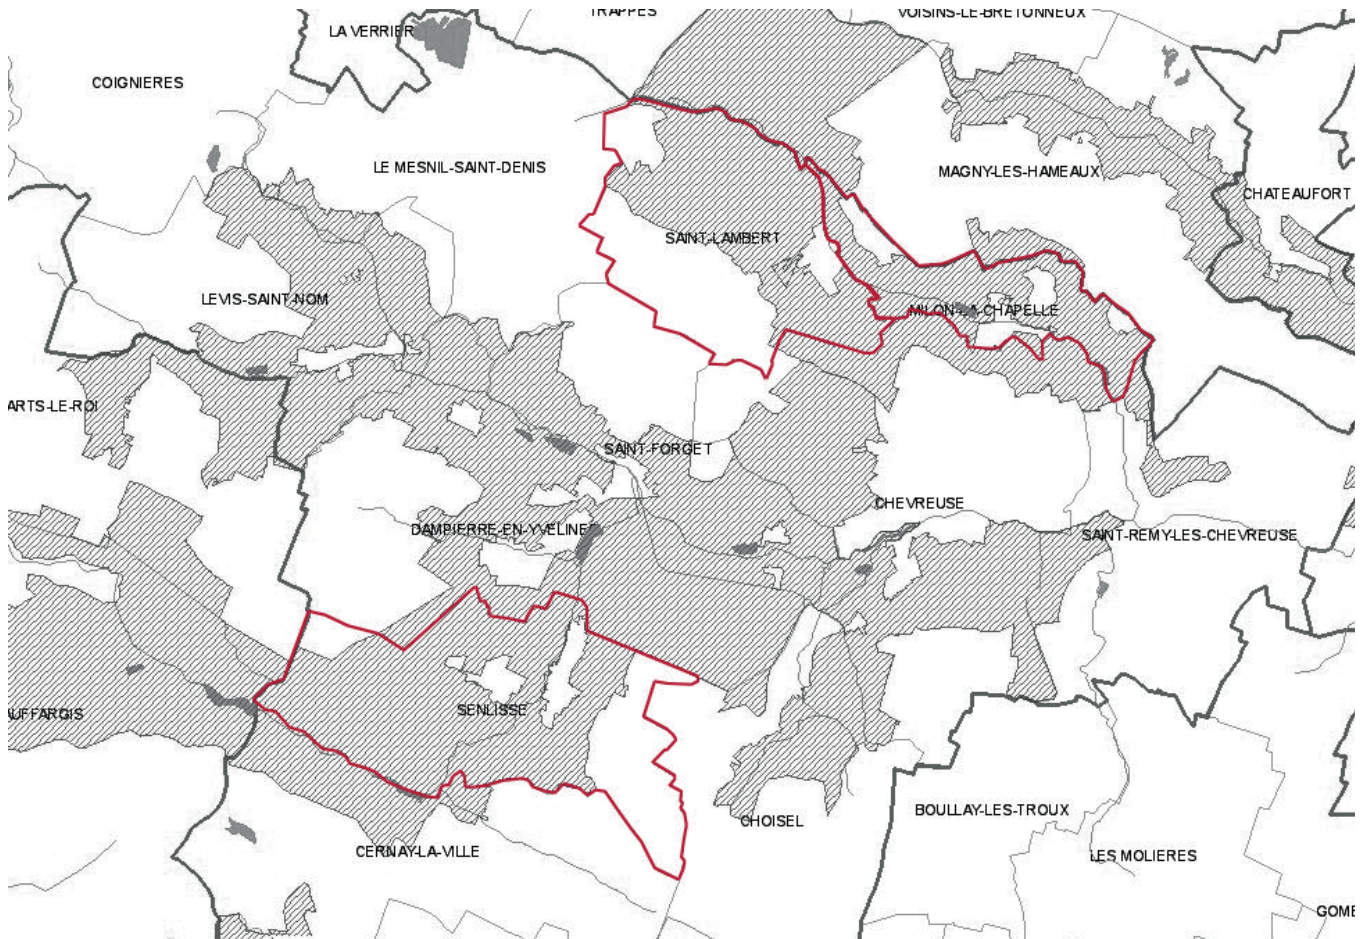 TRAPPES
VOISINS-LE-BRETONNEUX
LA VERRIER
COIGNIERES
LE MESNIL-SAINT-DENIS
MAGNY-LES-HAMEAUX
CHATEAUFORT
SAINT-LAMBERT
LEVIS-SAINT-NOM
MILON-LA-CHAPELLE
ARTS-LE-ROI
SAINT-FORGET
CHEVREUSE
DAMPIERRE-EN-YVELINE
SAINT-REMY-LES-CHEVREUSE
SENLISSE
UFFARGIS
CHOISEL
BOULLAY-LES-TROUX
CERNAY-LA-VILLE
LES MOLIERES
GOME